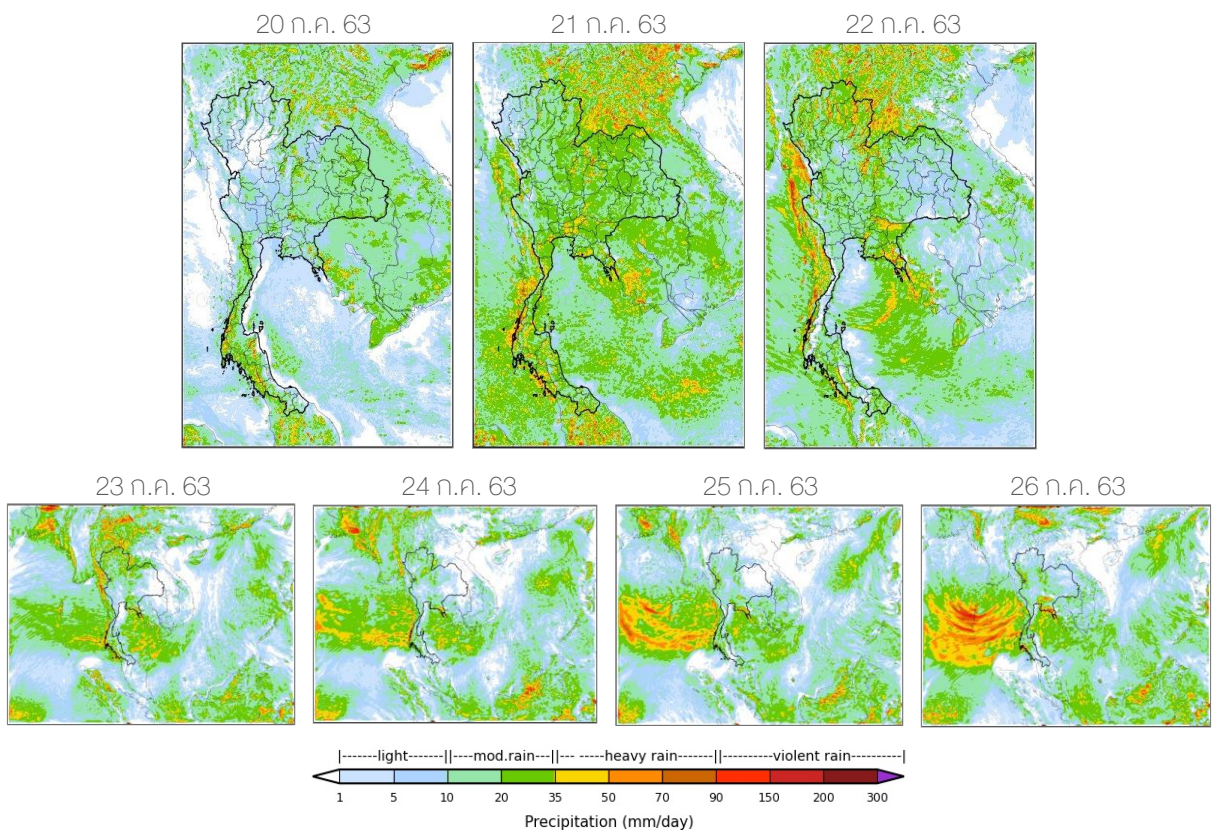 20 ก.ค. 63
21 ก.ค. 63
22 ก.ค. 63
23 ก.ค. 63
24 ก.ค. 63
25 ก.ค. 63
26 ก.ค. 63
|------light-------||----mod.rain---||--- ----heavy rain------||---------violent rain-----------|
1 5 10 20 35 50 70 90 150 200 300
Precipitation (mm/day)